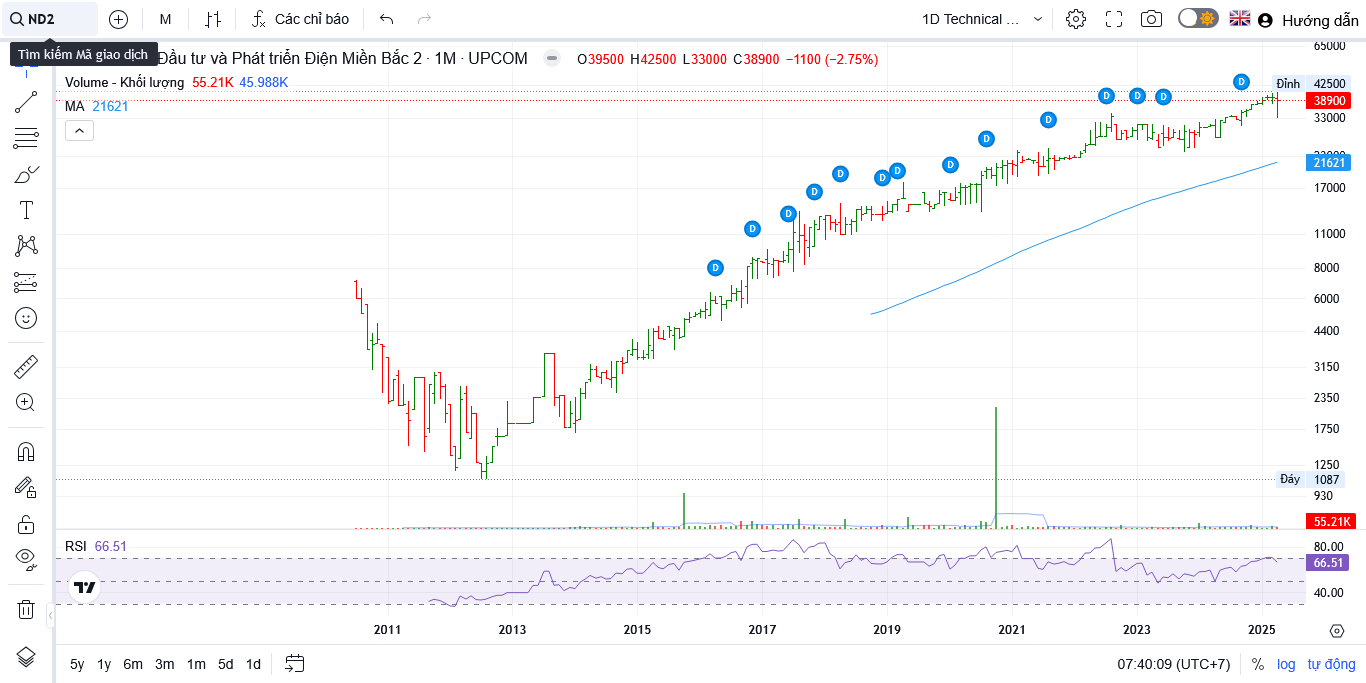 ND2 M Các chỉ báo 1D Technical ... Hướng dẫn
Tìm kiếm Mã giao dịch
Đầu tư và Phát triển Điện Miền Bắc 2 · 1M · UPCOM O39500 H42500 L33000 C38900 −1100 (−2.75%)
Volume - Khối lượng 55.21K 45.988K
MA 21621
65000
Đỉnh 42500
38900
33000
21621
17000
11000
8000
6000
4400
3150
2350
1750
1250
Đáy 1087
930
55.21K
D D D D D D D D D D D D D D
RSI 66.51
80.00
66.51
40.00
2011 2013 2015 2017 2019 2021 2023 2025
5y 1y 6m 3m 1m 5d 1d 07:40:09 (UTC+7) % log tự động